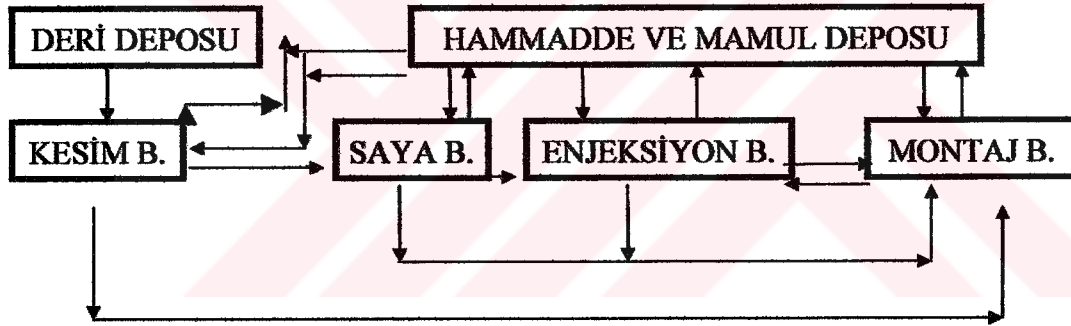 DERİ DEPOSU
HAMMADDE VE MAMUL DEPOSU
KESİM B.
SAYA B.
ENJEKSİYON B.
MONTAJ B.